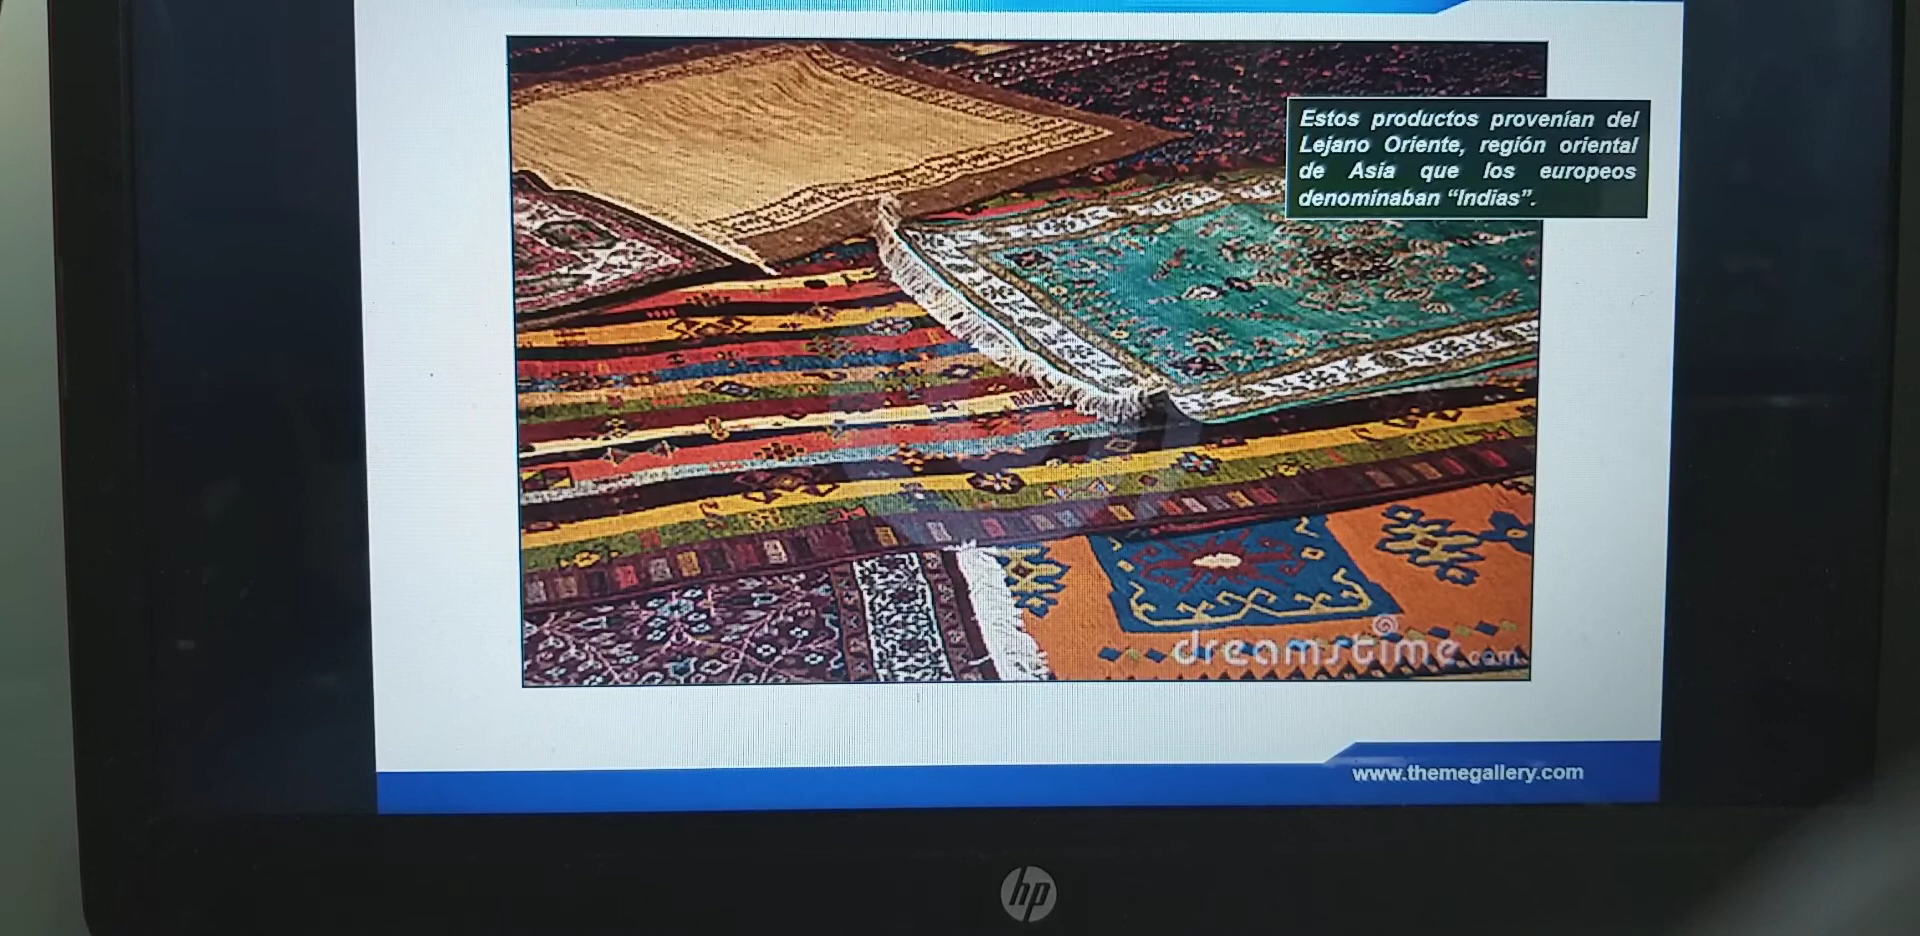 Estos productos provenían del
Lejano Oriente, región oriental
de Asia que los europeos
denominaban “Indias”.
dreamstime.com
www.themegallery.com
hp